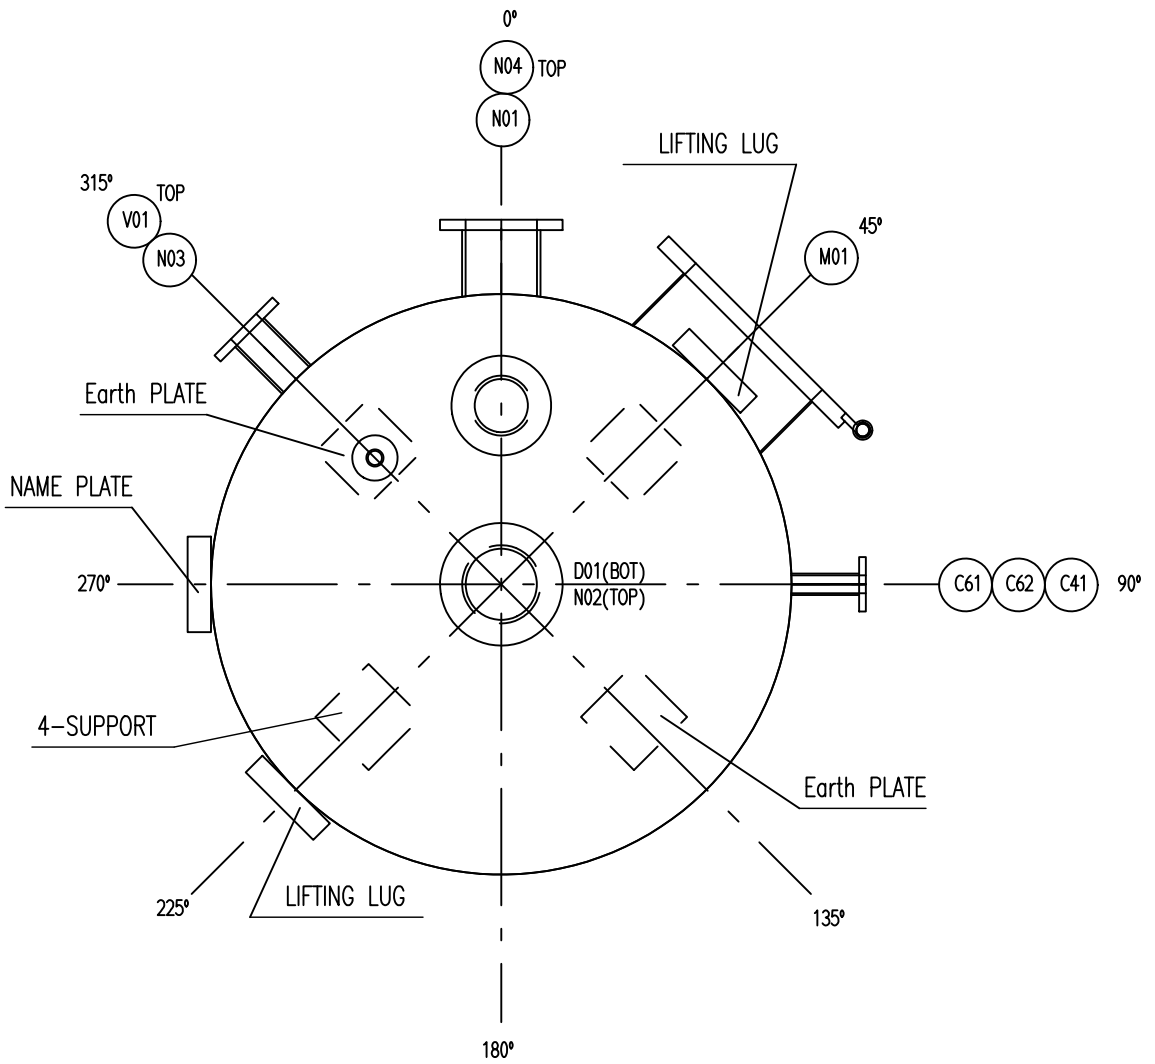 0°
N04 TOP
N01
LIFTING LUG
315° TOP
V01
N03
45°
M01
Earth PLATE
NAME PLATE
270°
D01(BOT)
N02(TOP)
C61 C62 C41 90°
4-SUPPORT
Earth PLATE
LIFTING LUG
225°
135°
180°